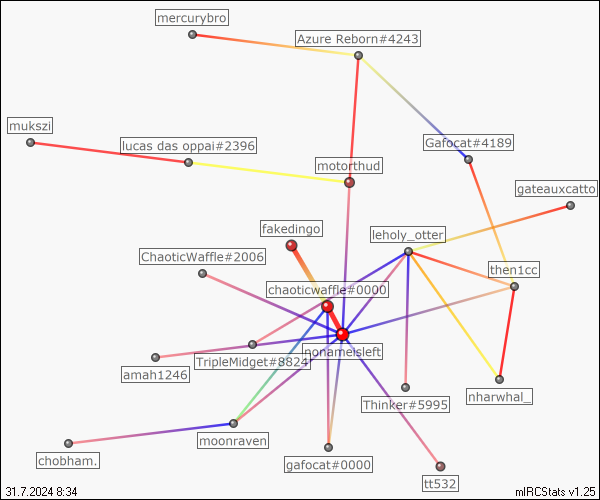 mercurybro
Azure Reborn#4243
mukszi
lucas das oppai#2396
Gafocat#4189
motorthud
gateauxcatto
fakedingo
leholy_otter
ChaoticWaffle#2006
then1cc
chaoticwaffle#0000
nonameisleft
TripleMidget#8824
amah1246
Thinker#5995
nharwhal_
moonraven
chobham.
gafocat#0000
tt532
31.7.2024 8:34
mIRCStats v1.25